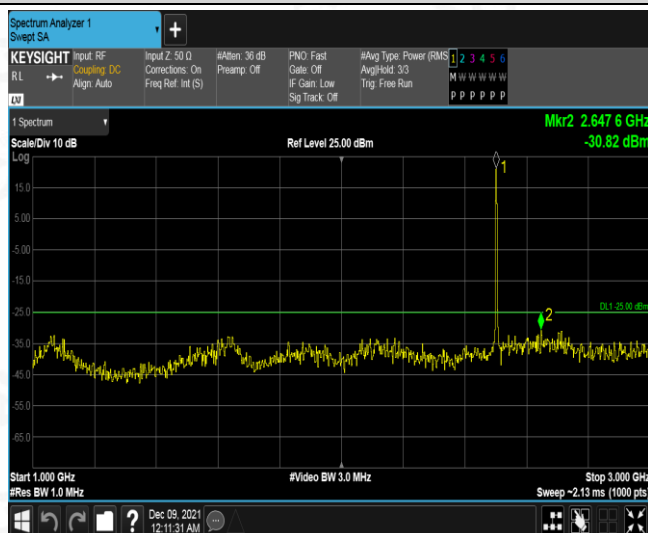 Spectrum Analyzer 1
Swept SA
+
KEYSIGHT Input: RF Input Z: 50 Ω #Atten: 36 dB PNO: Fast #Avg Type: Power (RMS 1 2 3 4 5 6
RL Coupling: DC Corrections: On Preamp: Off Gate: Off Avg|Hold: 3/3 M W W W W W
Align: Auto Freq Ref: Int (S) IF Gain: Low Trig: Free Run
Sig Track: Off P P P P P P
LXI
1 Spectrum Mkr2 2.647 6 GHz
Scale/Div 10 dB Ref Level 25.00 dBm -30.82 dBm
Log
1
15.0
5.00
-5.00
-15.0
-25.0 DL1 -25.00 dBm
2
-35.0
-45.0
-55.0
-65.0
Start 1.000 GHz #Video BW 3.0 MHz Stop 3.000 GHz
#Res BW 1.0 MHz Sweep ~2.13 ms (1000 pts)
? Dec 09, 2021
12:11:31 AM